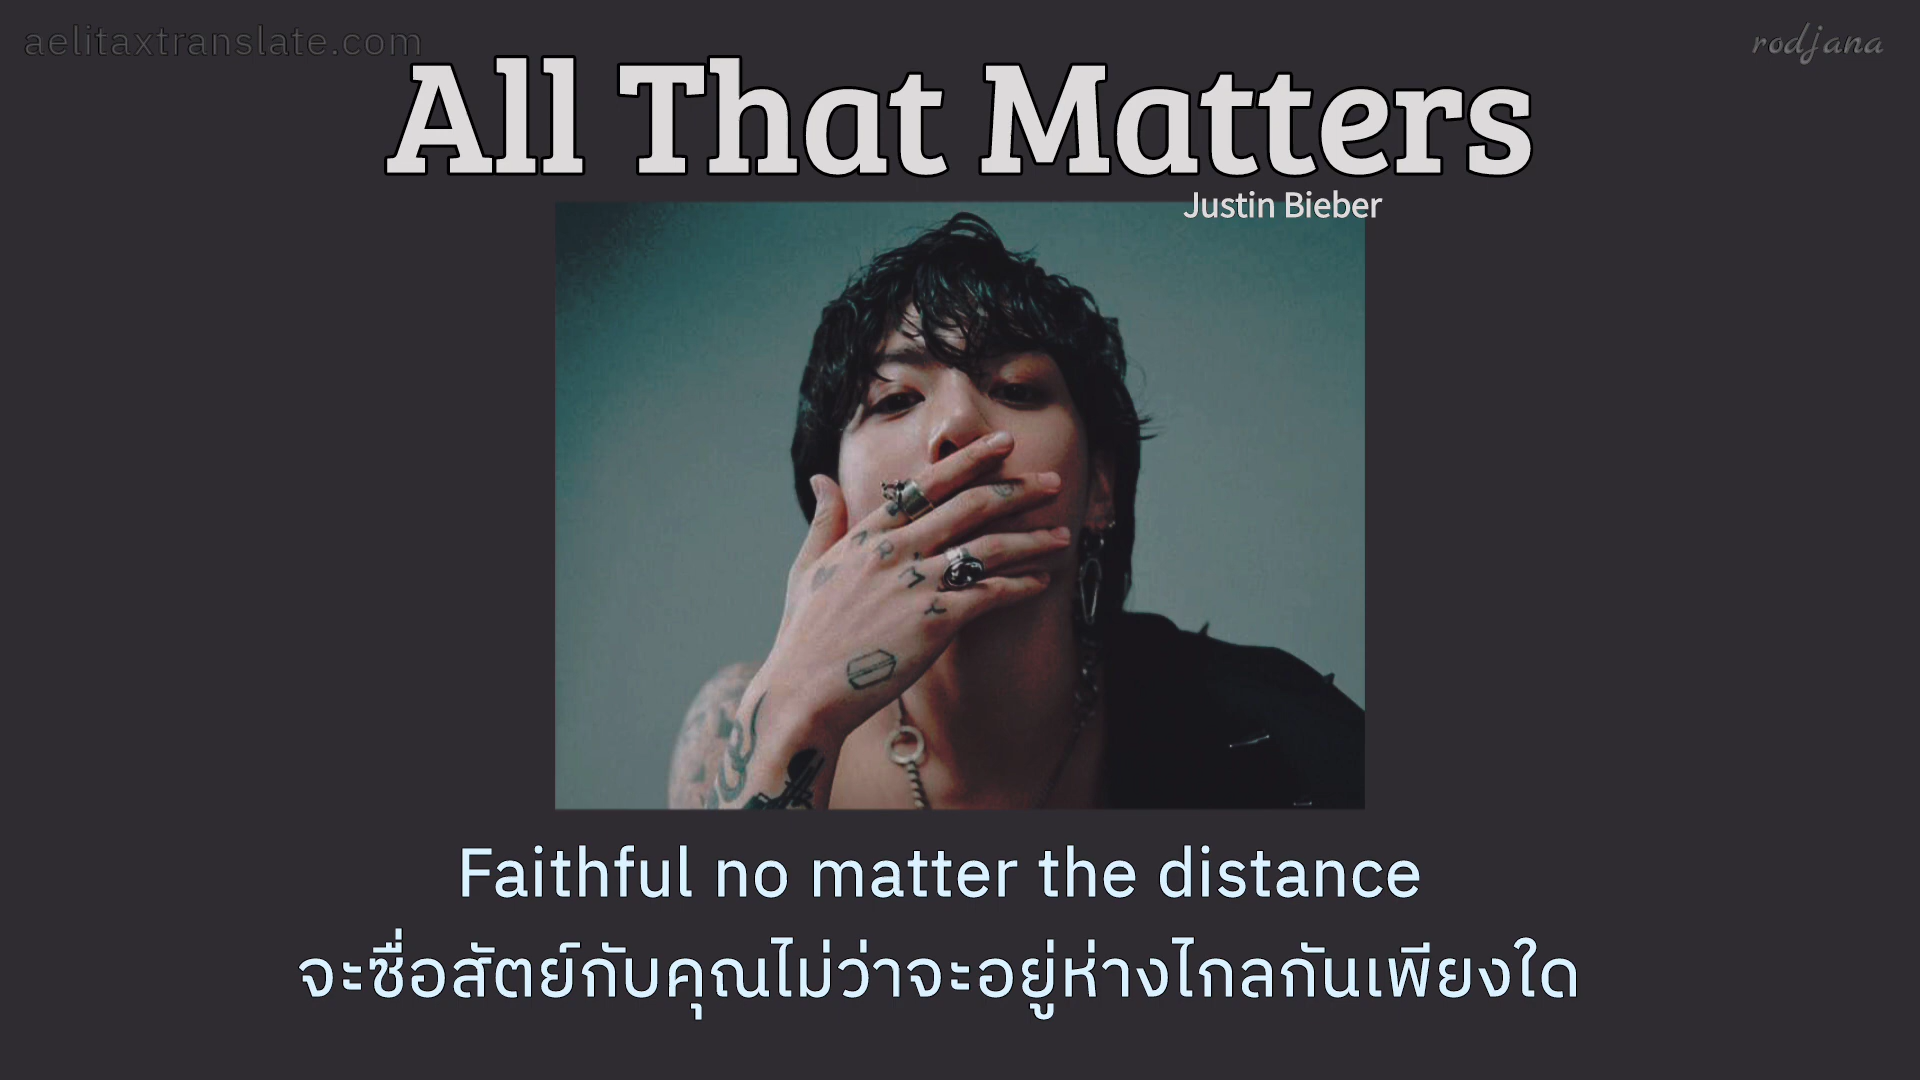 aelitaxtranslate.com
rodjana
All That Matters
Justin Bieber
A R M Y
Faithful no matter the distance
จะซื่อสัตย์กับคุณไม่ว่าจะอยู่ห่างไกลกันเพียงใด